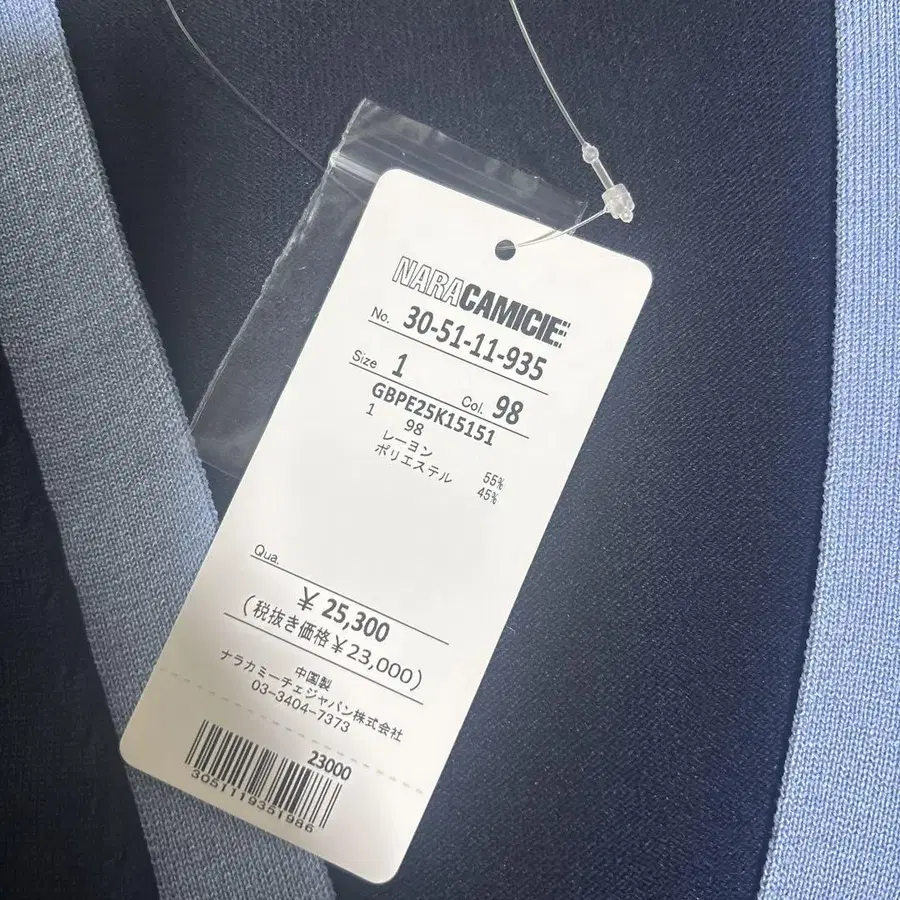 NARACAMICIE
No. 30-51-11-935
Size 1 Col. 98
GBPE25K15151
1 98
レーヨン 55%
ポリエステル 45%
Qua.
¥ 25,300
(税抜き価格¥23,000)
中国製
ナラカミーチェジャパン株式会社
03-3404-7373
23000
3051119351986